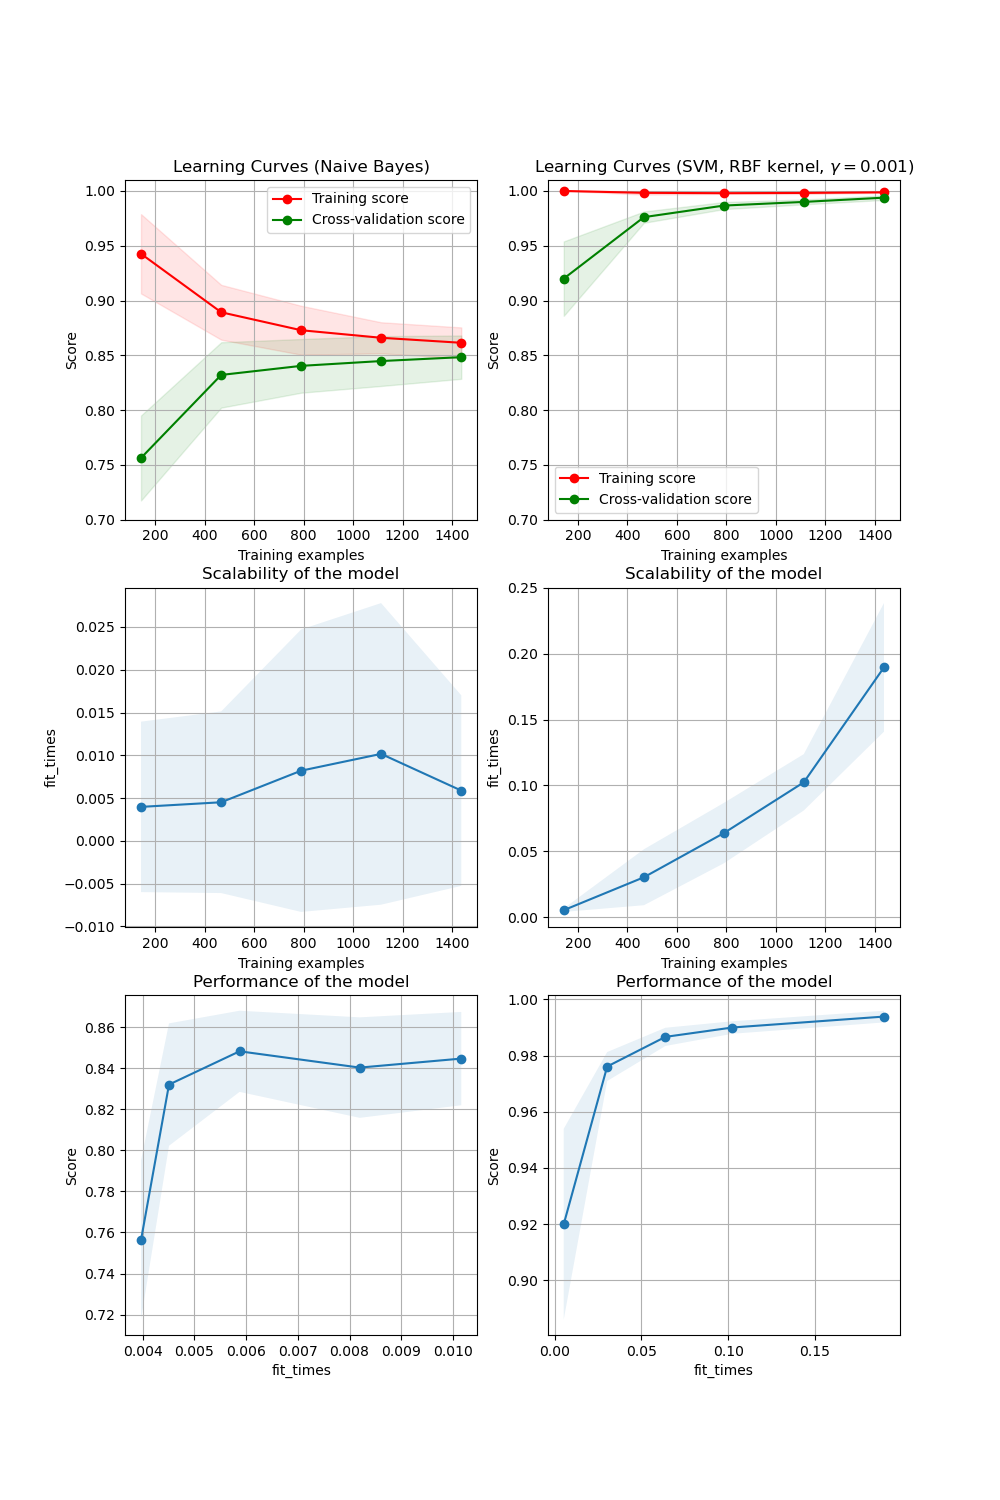 Learning Curves (Naive Bayes)
1.00
0.95
0.90
0.85
0.80
0.75
0.70
Score
Training score
Cross-validation score
200 400 600 800 1000 1200 1400
Training examples
Learning Curves (SVM, RBF kernel, γ = 0.001)
1.00
0.95
0.90
0.85
0.80
0.75
0.70
Score
Training score
Cross-validation score
200 400 600 800 1000 1200 1400
Training examples
Scalability of the model
0.025
0.020
0.015
0.010
0.005
0.000
−0.005
−0.010
fit_times
200 400 600 800 1000 1200 1400
Training examples
Scalability of the model
0.25
0.20
0.15
0.10
0.05
0.00
fit_times
200 400 600 800 1000 1200 1400
Training examples
Performance of the model
0.86
0.84
0.82
0.80
0.78
0.76
0.74
0.72
Score
0.004 0.005 0.006 0.007 0.008 0.009 0.010
fit_times
Performance of the model
1.00
0.98
0.96
0.94
0.92
0.90
Score
0.00 0.05 0.10 0.15
fit_times